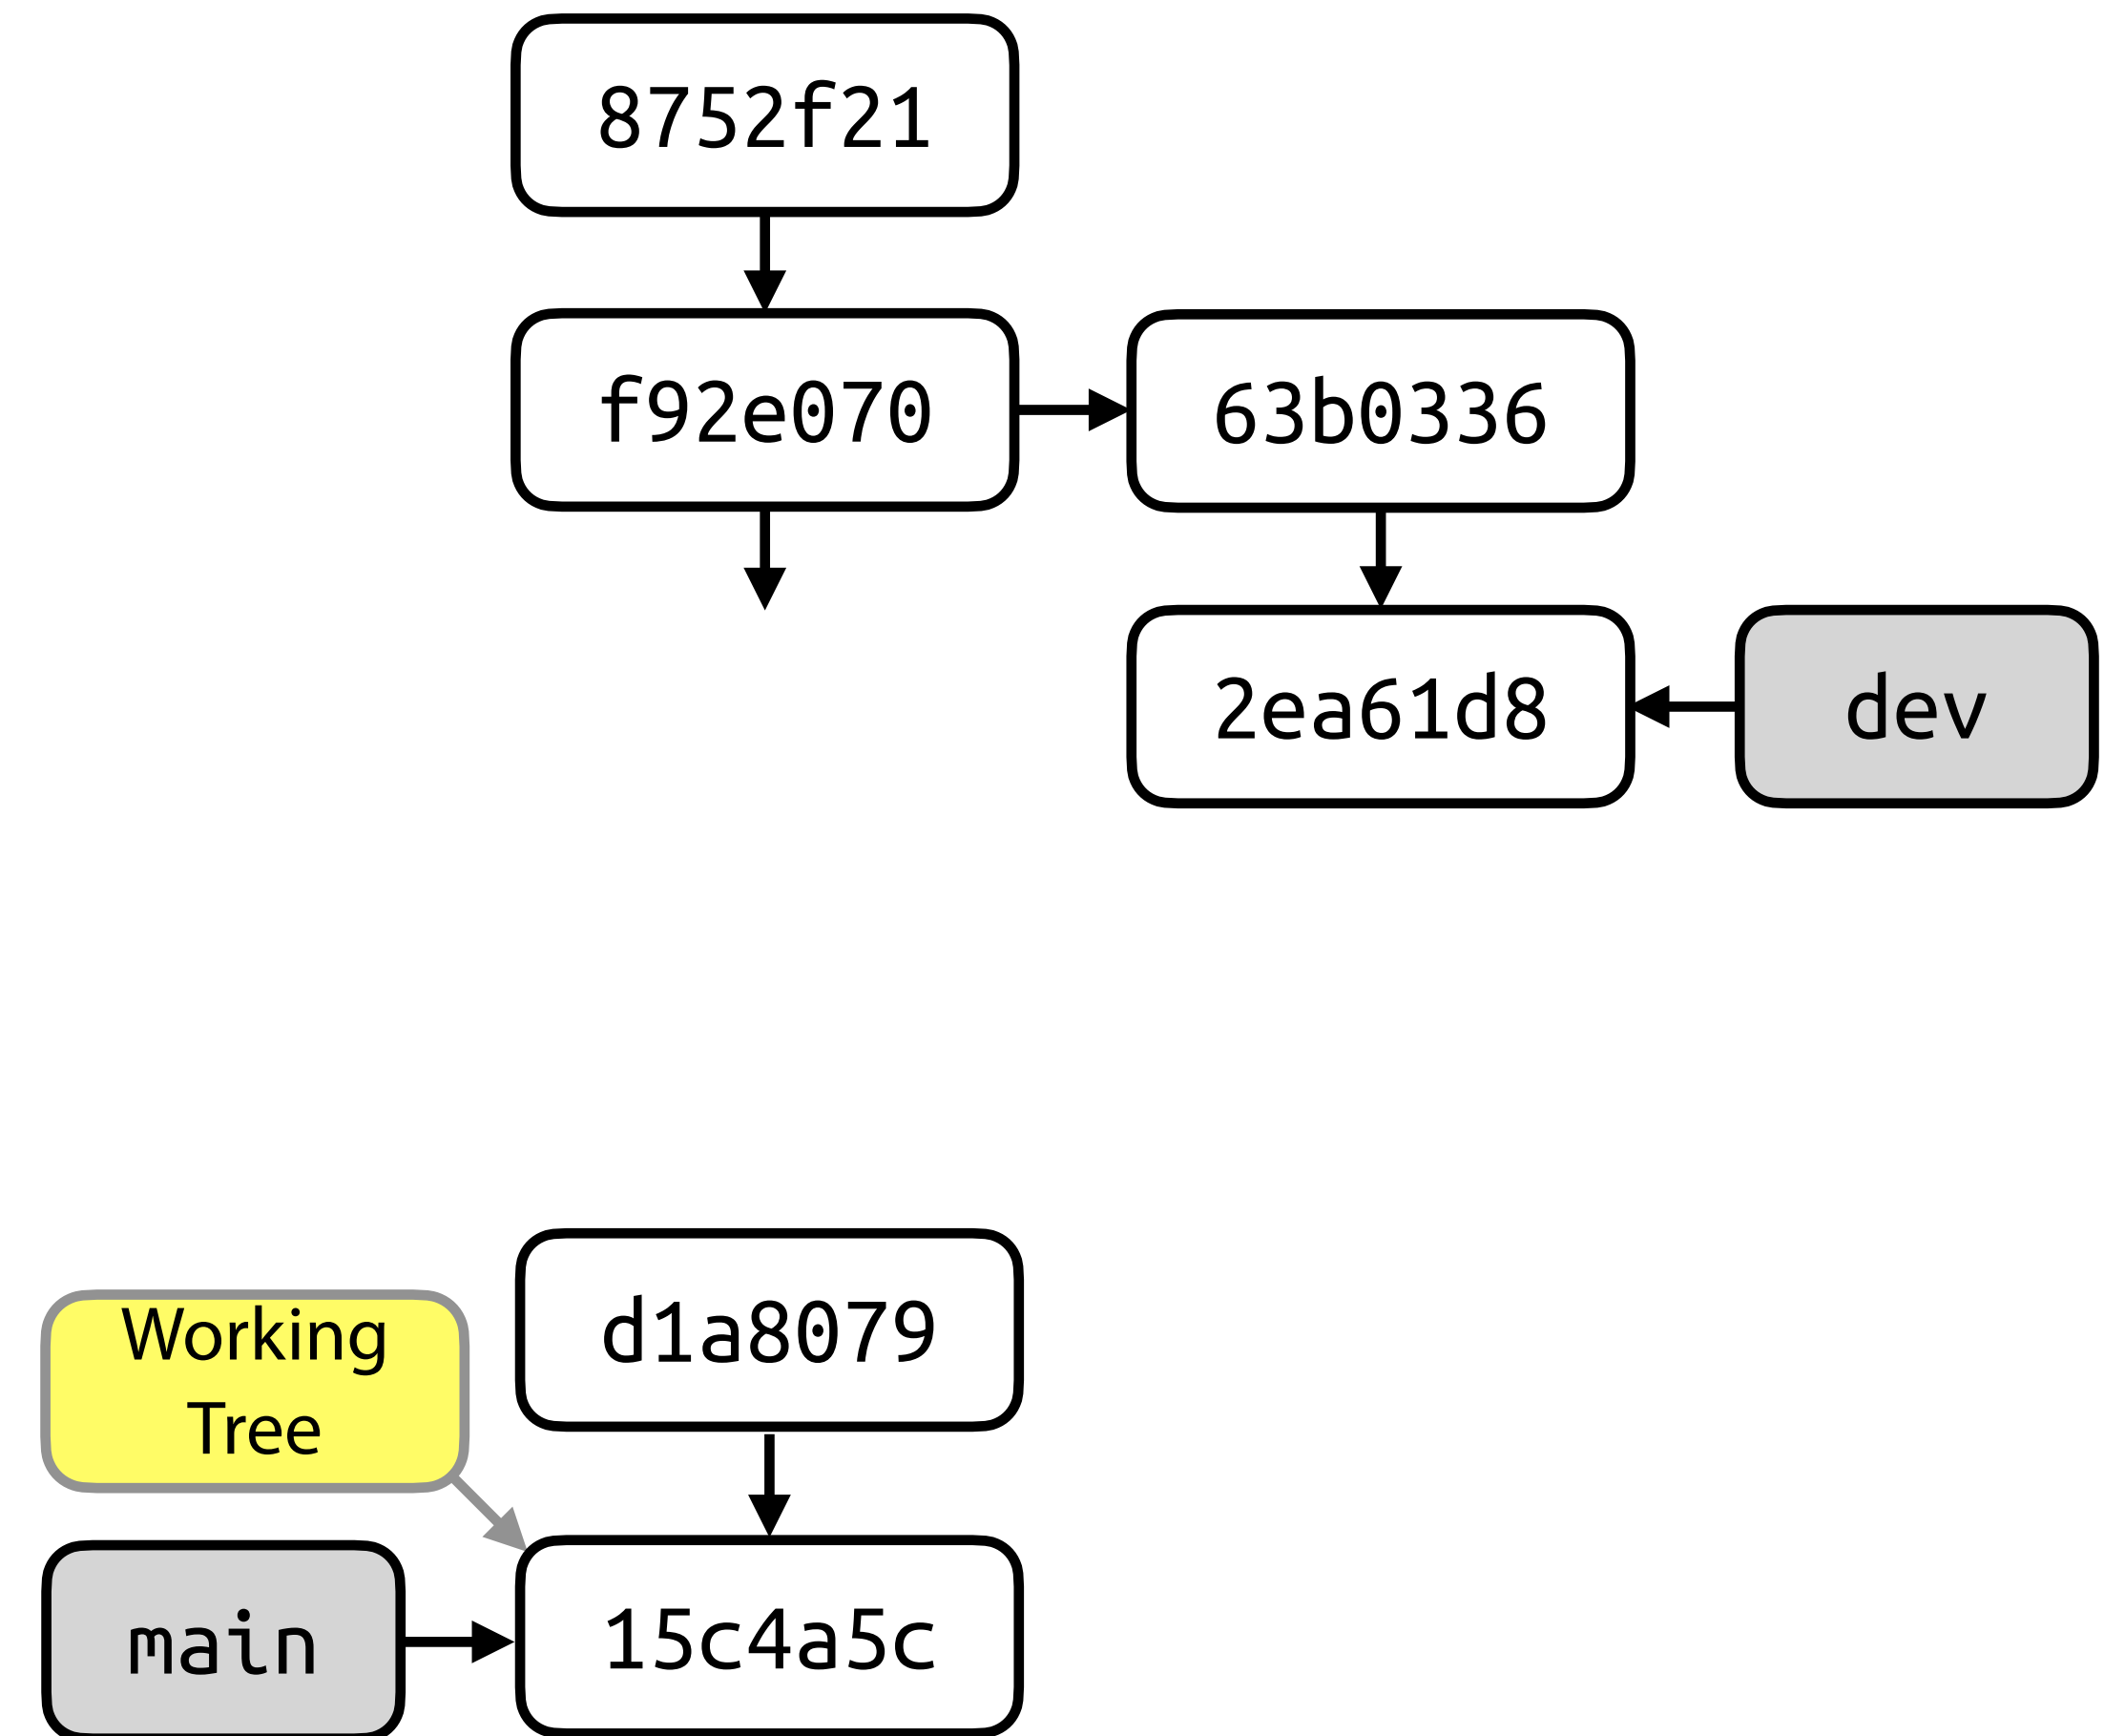 8752f21
f92e070
63b0336
2ea61d8
dev
Working
Tree
d1a8079
main
15c4a5c